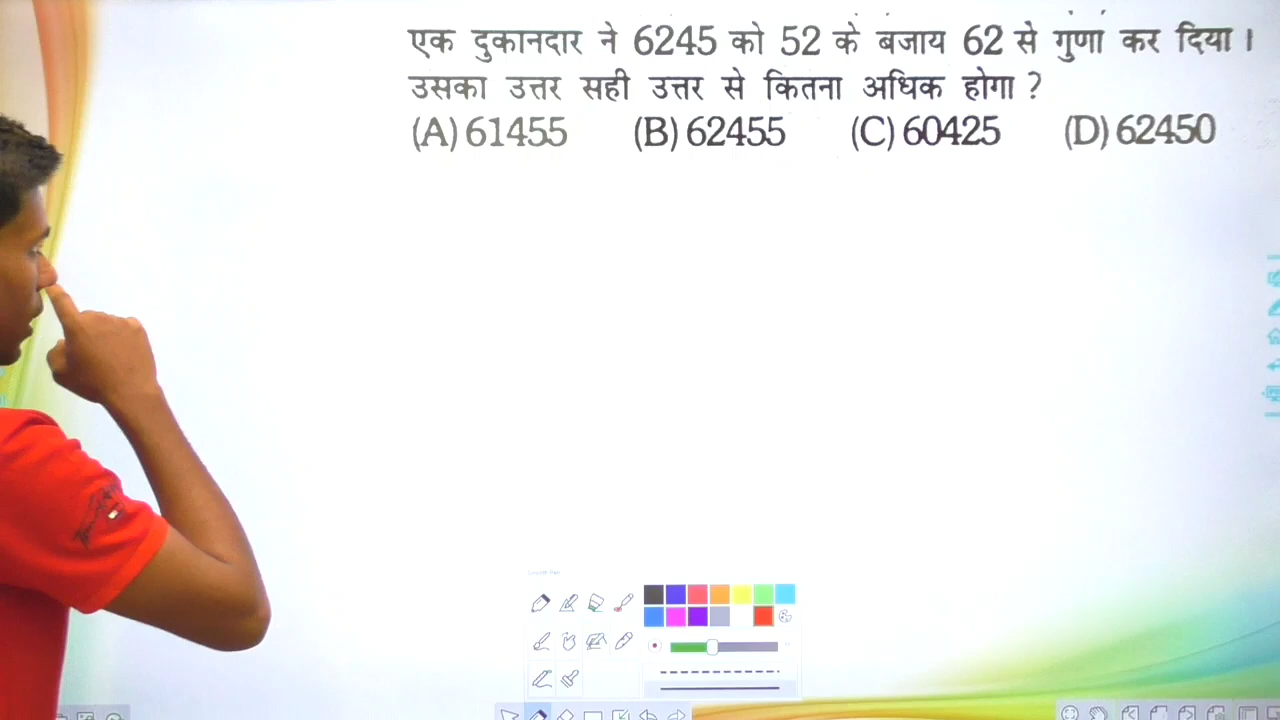 एक दुकानदार ने 6245 को 52 के बजाय 62 से गुणा कर दिया ।
उसका उत्तर सही उत्तर से कितना अधिक होगा ?
(A) 61455 (B) 62455 (C) 60425 (D) 62450